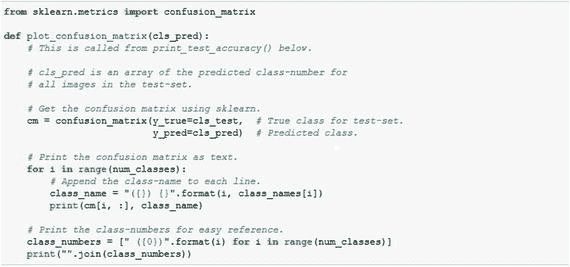 from sklearn.metrics import confusion_matrix
def plot_confusion_matrix(cls_pred):
    # This is called from print_test_accuracy() below.
    # cls_pred is an array of the predicted class-number for
    # all images in the test-set.
    # Get the confusion matrix using sklearn.
    cm = confusion_matrix(y_true=cls_test,  # True class for test-set.
                          y_pred=cls_pred)  # Predicted class.
    # Print the confusion matrix as text.
    for i in range(num_classes):
        # Append the class-name to each line.
        class_name = "({}) {}".format(i, class_names[i])
        print(cm[i, :], class_name)
    # Print the class-numbers for easy reference.
    class_numbers = [" ({0})".format(i) for i in range(num_classes)]
    print("".join(class_numbers))